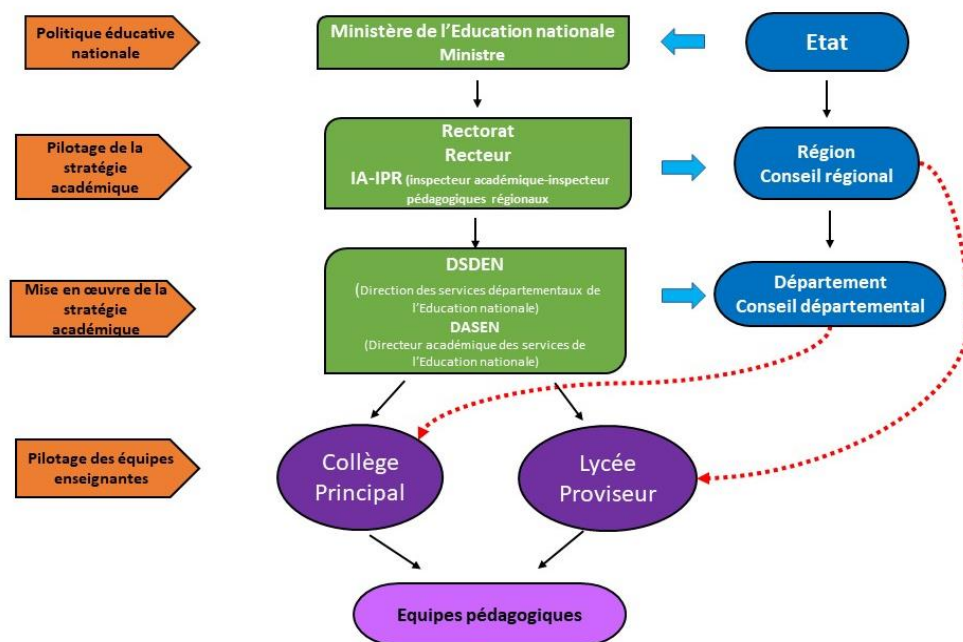 Politique éducative
nationale
Ministère de l'Education nationale
Ministre
Etat
Pilotage de la
stratégie
académique
Rectorat
Recteur
IA-IPR (inspecteur académique-inspecteur
pédagogiques régionaux
Région
Conseil régional
Mise en œuvre de la
stratégie
académique
DSDEN
(Direction des services départementaux de
l'Education nationale)
DASEN
(Directeur académique des services de
l'Education nationale)
Département
Conseil départemental
Pilotage des équipes
enseignantes
Collège
Principal
Lycée
Proviseur
Equipes pédagogiques